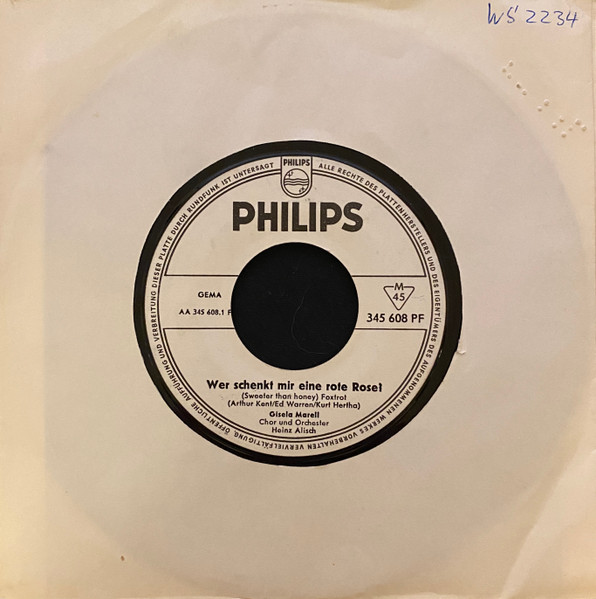 WS 2234
PHILIPS
PHILIPS
ÖFFENTLICHE AUFFÜHRUNG UND VERBREITUNG DIESER PLATTE DURCH RUNDFUNK IST UNTERSAGT
ALLE RECHTE DES PLATTENHERSTELLERS UND DES EIGENTÜMERS DES AUFGENOMMENEN WERKES VORBEHALTEN. VERVIELFÄLTIGUNG,
GEMA
M
45
AA 345 608.1 F
345 608 PF
Wer schenkt mir eine rote Rose?
(Sweeter than honey) Foxtrot
(Arthur Kent/Ed Warren/Kurt Hertha)
Gisela Marell
Chor und Orchester
Heinz Alisch